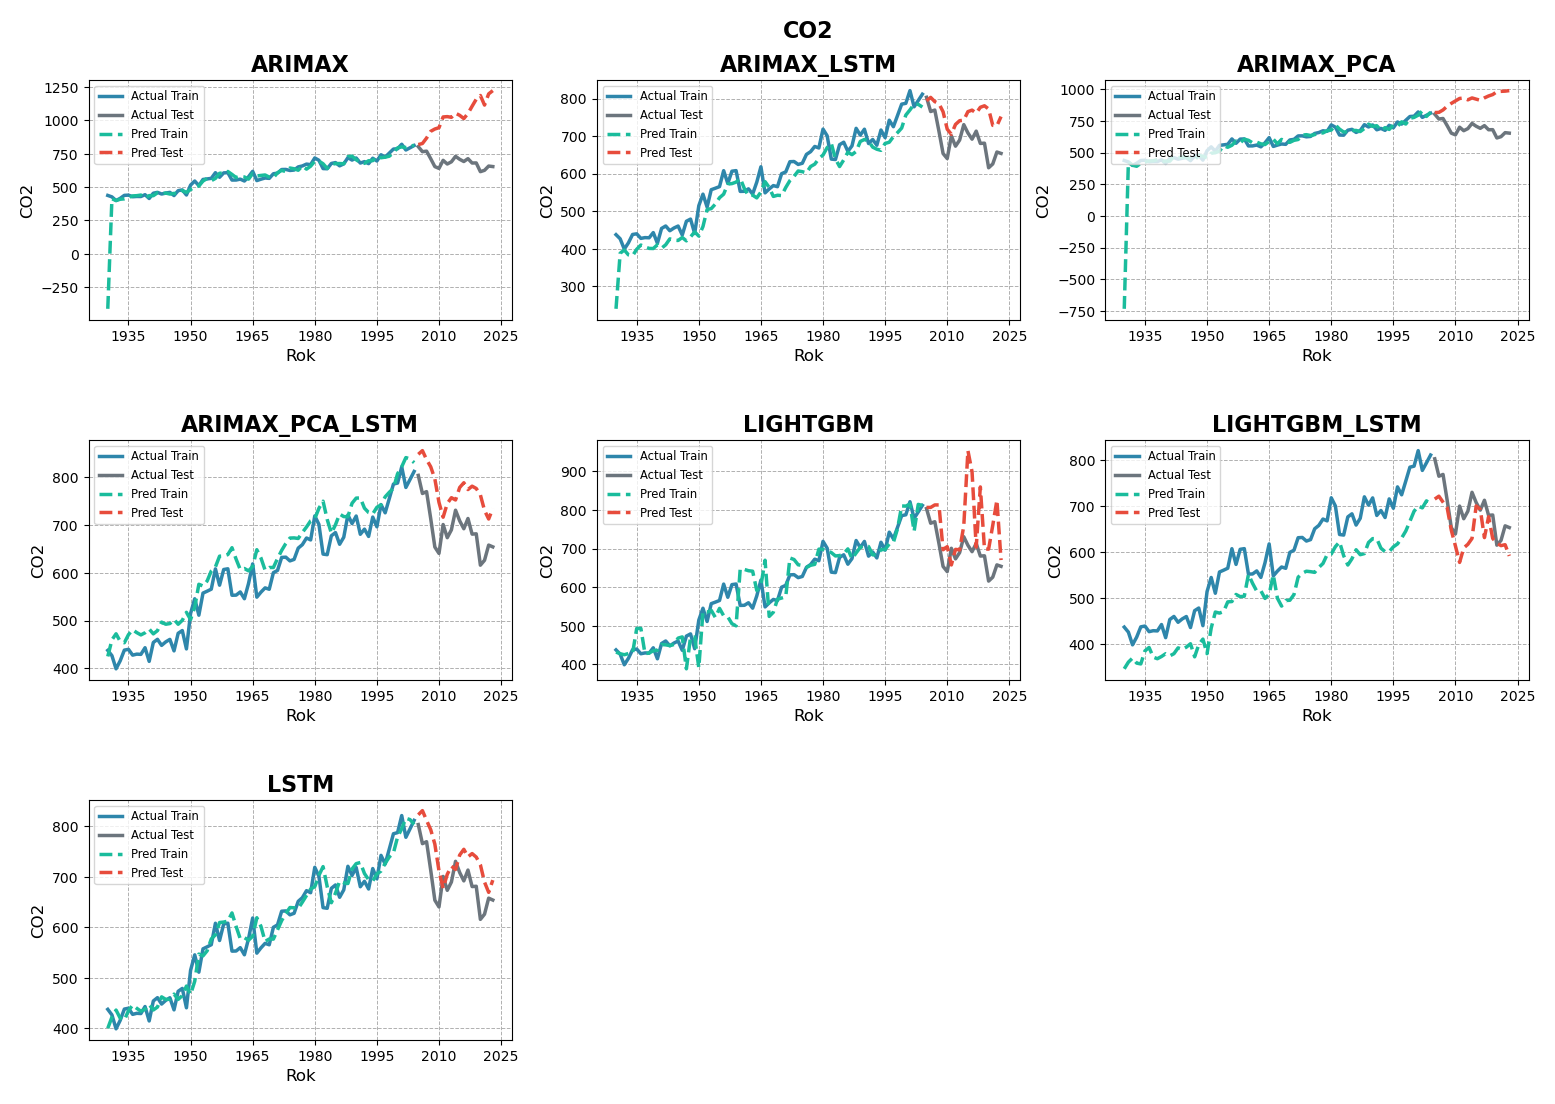 CO2
ARIMAX
Actual Train
Actual Test
Pred Train
Pred Test
1250
1000
750
500
250
0
−250
CO2
1935 1950 1965 1980 1995 2010 2025
Rok
ARIMAX_LSTM
Actual Train
Actual Test
Pred Train
Pred Test
800
700
600
500
400
300
CO2
1935 1950 1965 1980 1995 2010 2025
Rok
ARIMAX_PCA
Actual Train
Actual Test
Pred Train
Pred Test
1000
750
500
250
0
−250
−500
−750
CO2
1935 1950 1965 1980 1995 2010 2025
Rok
ARIMAX_PCA_LSTM
Actual Train
Actual Test
Pred Train
Pred Test
800
700
600
500
400
CO2
1935 1950 1965 1980 1995 2010 2025
Rok
LIGHTGBM
Actual Train
Actual Test
Pred Train
Pred Test
900
800
700
600
500
400
CO2
1935 1950 1965 1980 1995 2010 2025
Rok
LIGHTGBM_LSTM
Actual Train
Actual Test
Pred Train
Pred Test
800
700
600
500
400
CO2
1935 1950 1965 1980 1995 2010 2025
Rok
LSTM
Actual Train
Actual Test
Pred Train
Pred Test
800
700
600
500
400
CO2
1935 1950 1965 1980 1995 2010 2025
Rok